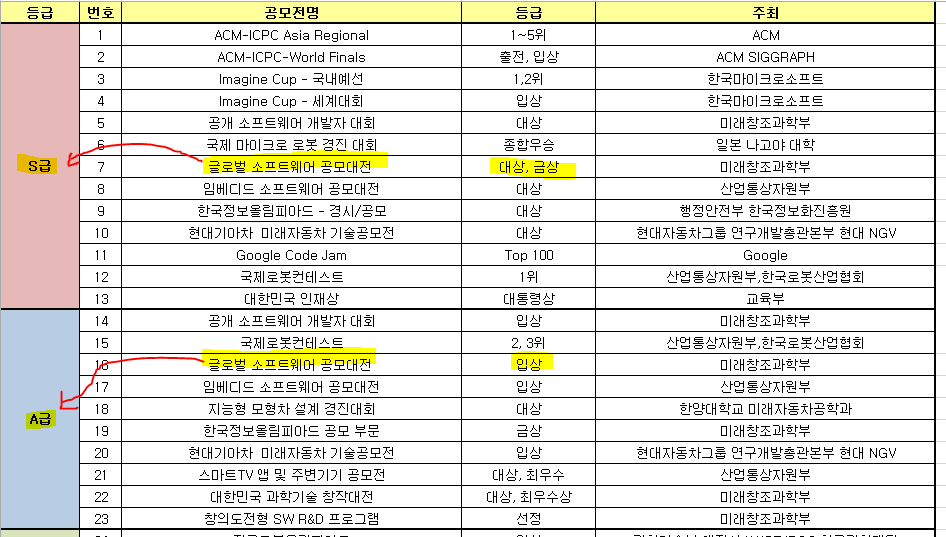 등급 번호 공모전명 등급 주최
S급
1 ACM-ICPC Asia Regional 1~5위 ACM
2 ACM-ICPC-World Finals 출전, 입상 ACM SIGGRAPH
3 Imagine Cup - 국내예선 1,2위 한국마이크로소프트
4 Imagine Cup - 세계대회 입상 한국마이크로소프트
5 공개 소프트웨어 개발자 대회 대상 미래창조과학부
6 국제 마이크로 로봇 경진 대회 종합우승 일본 나고야 대학
7 글로벌 소프트웨어 공모대전 대상, 금상 미래창조과학부
8 임베디드 소프트웨어 공모대전 대상 산업통상자원부
9 한국정보올림피아드 - 경시/공모 대상 행정안전부 한국정보화진흥원
10 현대기아차 미래자동차 기술공모전 대상 현대자동차그룹 연구개발총관본부 현대 NGV
11 Google Code Jam Top 100 Google
12 국제로봇컨테스트 1위 산업통상자원부,한국로봇산업협회
13 대한민국 인재상 대통령상 교육부
A급
14 공개 소프트웨어 개발자 대회 입상 미래창조과학부
15 국제로봇컨테스트 2, 3위 산업통상자원부,한국로봇산업협회
16 글로벌 소프트웨어 공모대전 입상 미래창조과학부
17 임베디드 소프트웨어 공모대전 입상 산업통상자원부
18 지능형 모형차 설계 경진대회 대상 한양대학교 미래자동차공학과
19 한국정보올림피아드 공모 부문 금상 미래창조과학부
20 현대기아차 미래자동차 기술공모전 입상 현대자동차그룹 연구개발총관본부 현대 NGV
21 스마트TV 앱 및 주변기기 공모전 대상, 최우수 산업통상자원부
22 대한민국 과학기술 창작대전 대상, 최우수상 미래창조과학부
23 창의도전형 SW R&D 프로그램 선정 미래창조과학부